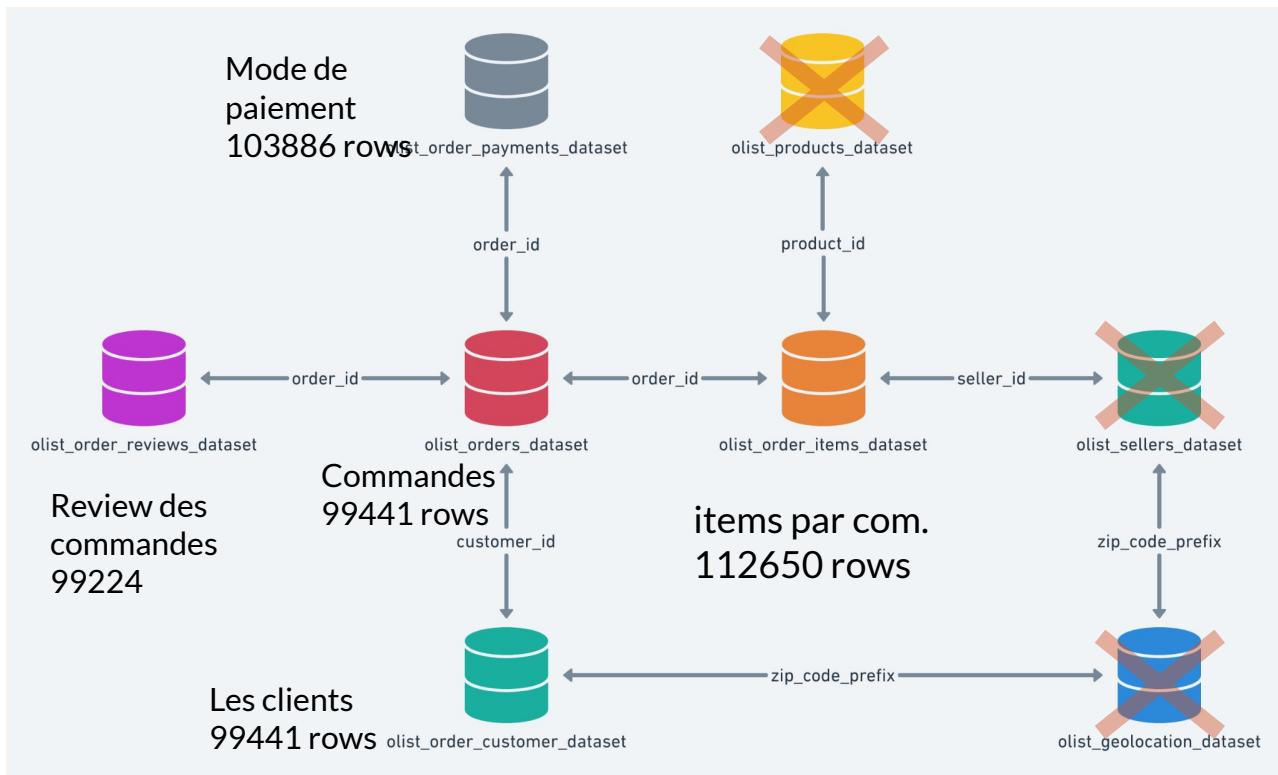 Mode de
paiement
103886 rows
olist_order_payments_dataset
olist_products_dataset
order_id
product_id
order_id
order_id
seller_id
olist_order_reviews_dataset
olist_orders_dataset
olist_order_items_dataset
olist_sellers_dataset
Review des
commandes
99224
Commandes
99441 rows
items par com.
112650 rows
customer_id
zip_code_prefix
zip_code_prefix
Les clients
99441 rows
olist_order_customer_dataset
olist_geolocation_dataset